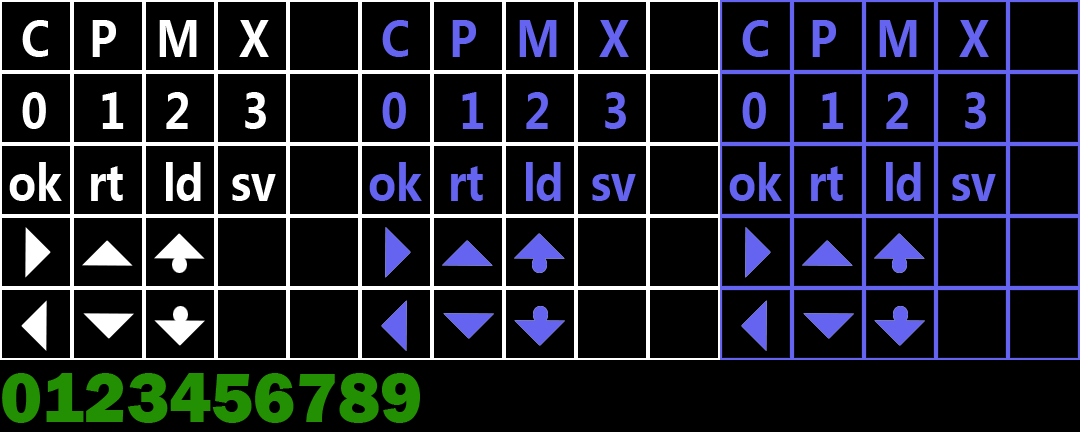 C P M X C P M X C P M X
0 1 2 3 0 1 2 3 0 1 2 3
ok rt ld sv ok rt ld sv ok rt ld sv
0123456789